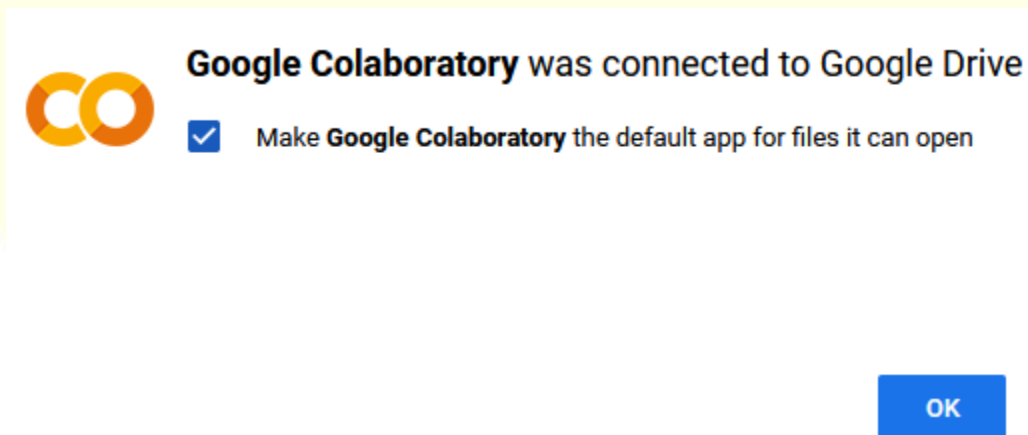 Google Colaboratory was connected to Google Drive
Make Google Colaboratory the default app for files it can open
OK